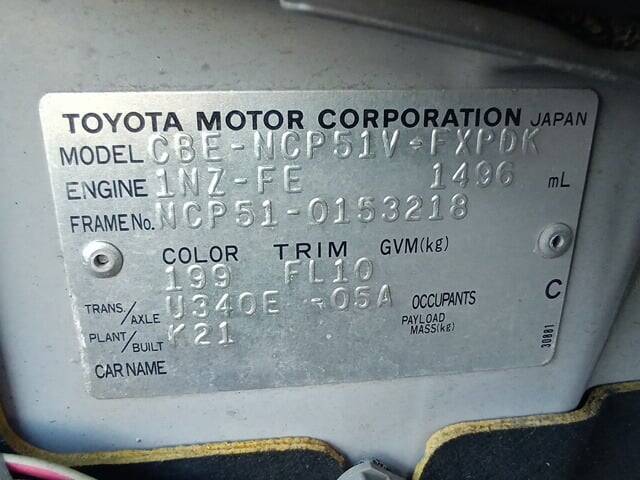 TOYOTA MOTOR CORPORATION JAPAN
MODEL CBE-NCP51V-FXPDK
ENGINE 1NZ-FE 1496 mL
FRAME No. NCP51-0153218
COLOR TRIM GVM(kg)
199 FL10
TRANS./AXLE U340E -05A OCCUPANTS C
PAYLOAD MASS(kg)
PLANT/BUILT K21
CAR NAME
30881